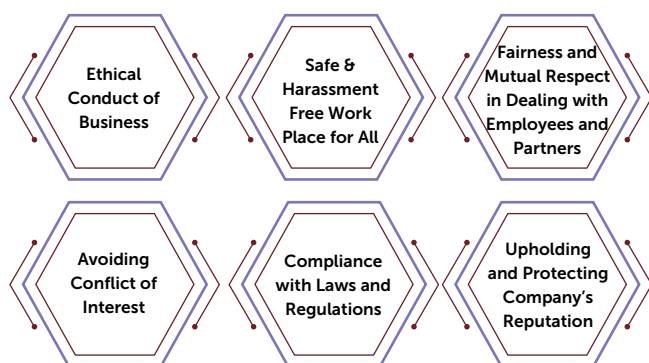 Ethical
Conduct of
Business
Safe &
Harassment
Free Work
Place for All
Fairness and
Mutual Respect
in Dealing with
Employees and
Partners
Avoiding
Conflict of
Interest
Compliance
with Laws and
Regulations
Upholding
and Protecting
Company's
Reputation